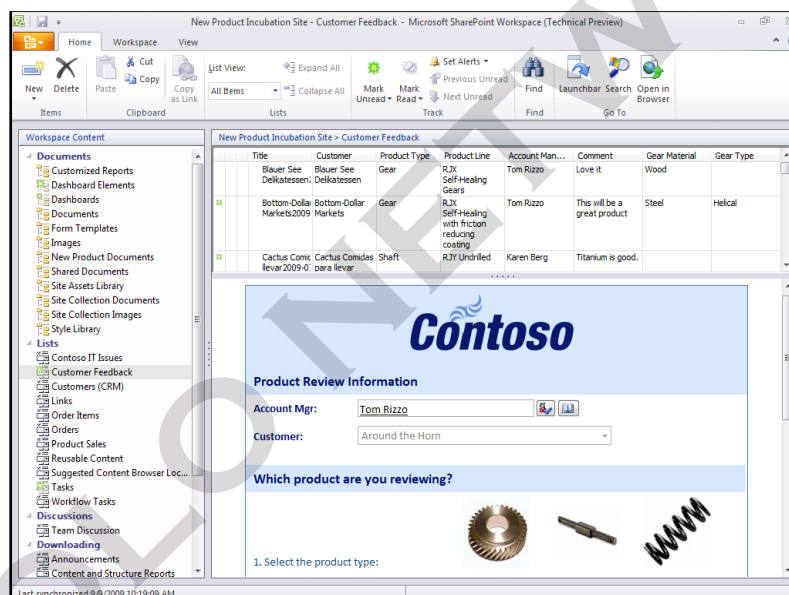 New Product Incubation Site - Customer Feedback - Microsoft SharePoint Workspace (Technical Preview)
Home Workspace View
New
Delete
Items
Paste
Cut
Copy
Copy as Link
Clipboard
List View:
All Items
Expand All
Collapse All
Lists
Mark Unread
Mark Read
Set Alerts
Previous Unread
Next Unread
Track
Find
Find
Launchbar
Search
Open in Browser
Go To
Workspace Content
Documents
Customized Reports
Dashboard Elements
Dashboards
Documents
Form Templates
Images
New Product Documents
Shared Documents
Site Assets Library
Site Collection Documents
Site Collection Images
Style Library
Lists
Contoso IT Issues
Customer Feedback
Customers (CRM)
Links
Order Items
Orders
Product Sales
Reusable Content
Suggested Content Browser Loc...
Tasks
Workflow Tasks
Discussions
Team Discussion
Downloading
Announcements
Content and Structure Reports
New Product Incubation Site > Customer Feedback
Title Customer Product Type Product Line Account Man... Comment Gear Material Gear Type
Blauer See Blauer See Gear RJX Tom Rizzo Love it Wood
Delikatessen Delikatessen Self-Healing
Gears
Bottom-Dollar Bottom-Dollar Gear RJX Tom Rizzo This will be a Steel Helical
Markets2009 Markets Self-Healing great product
with friction
reducing
coating
Cactus Comic Cactus Comidas Shaft RJY Undrilled Karen Berg Titanium is good.
llevar2009-0 para llevar
Contoso
Product Review Information
Account Mgr: Tom Rizzo
Customer: Around the Horn
Which product are you reviewing?
1. Select the product type:
Last synchronized 9/9/2009 10:19:09 AM
OLO NETW